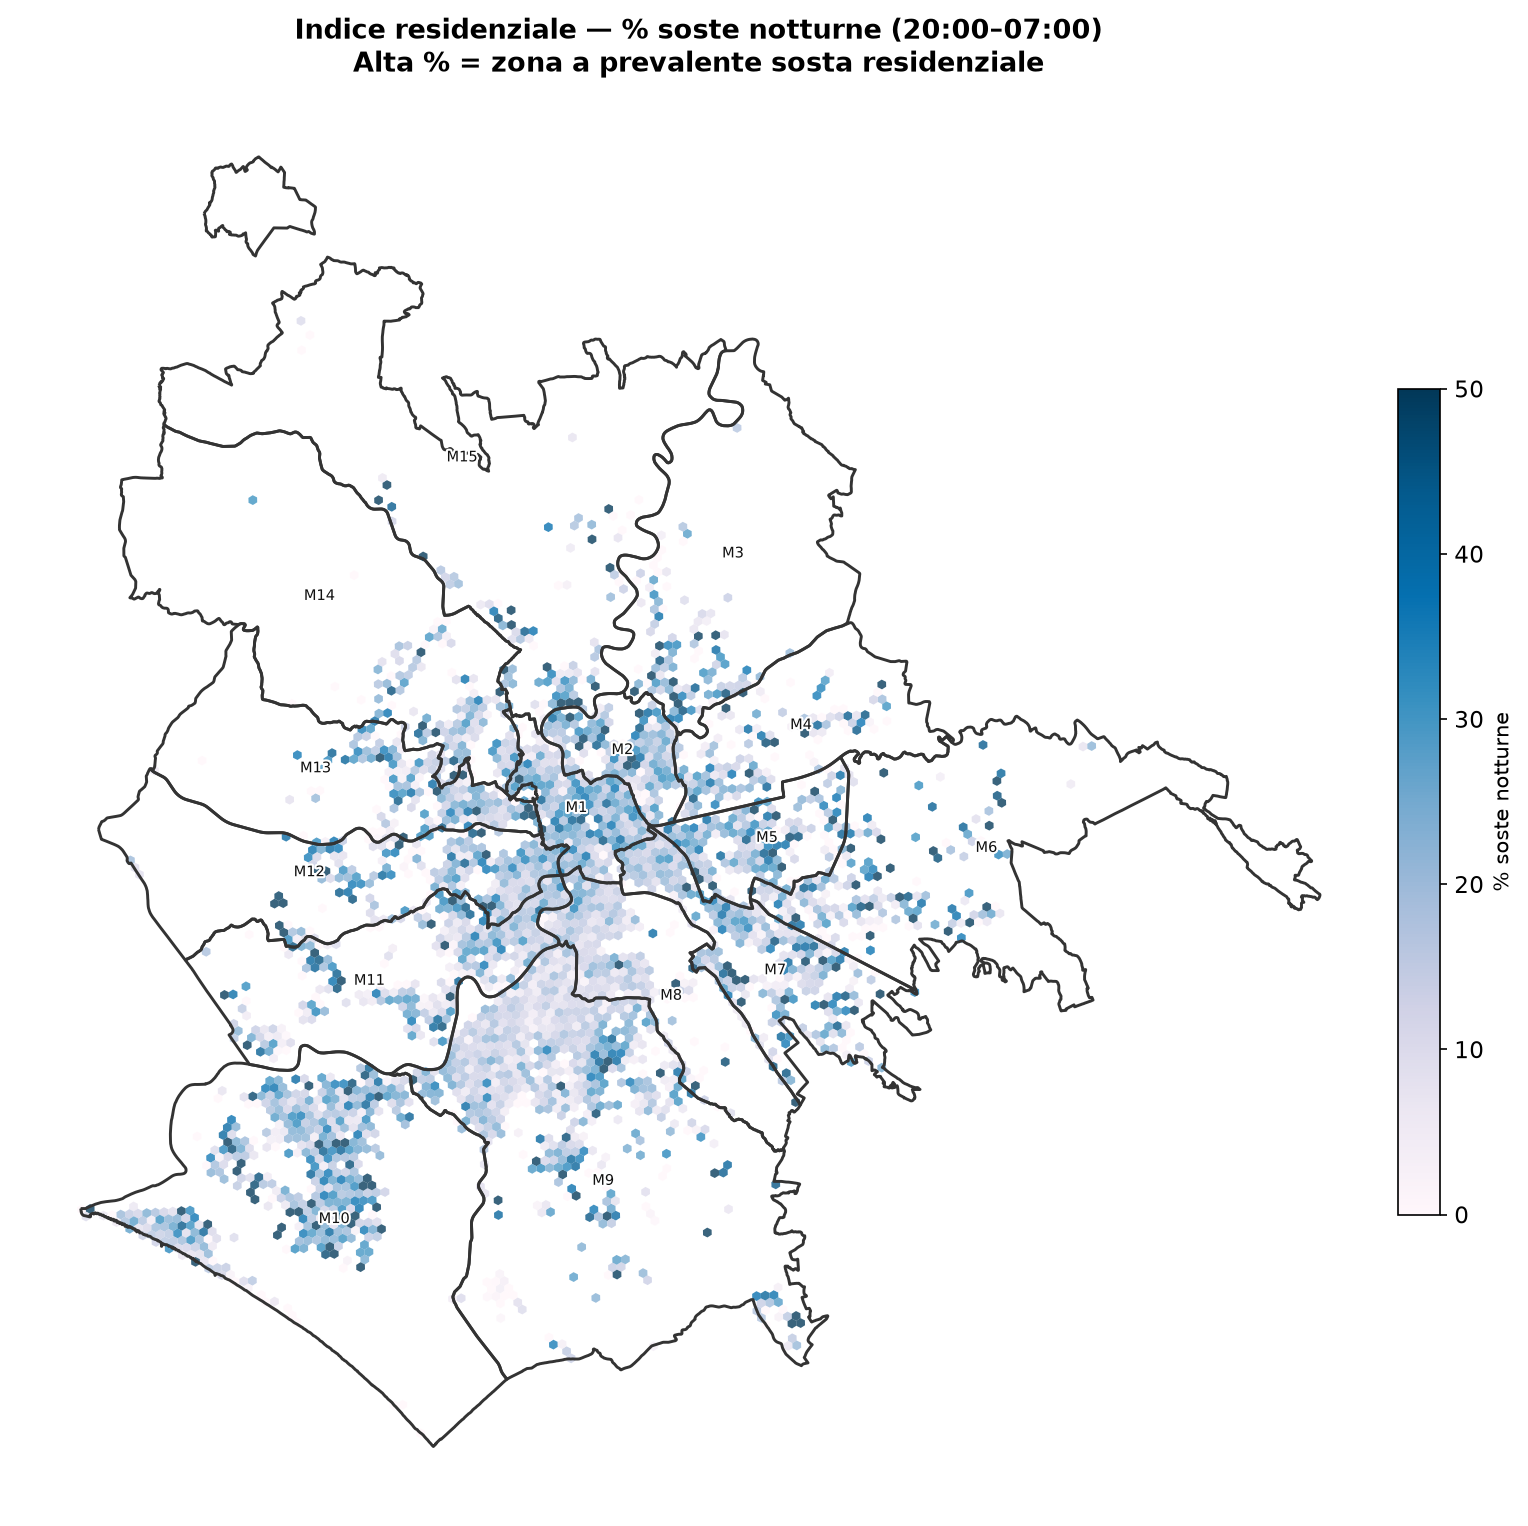 Indice residenziale — % soste notturne (20:00–07:00)
Alta % = zona a prevalente sosta residenziale
M15
M3
M14
M4
M2
M13
M1
M5
M6
M12
M7
M11
M8
M9
M10
50
40
30
20
10
0
% soste notturne